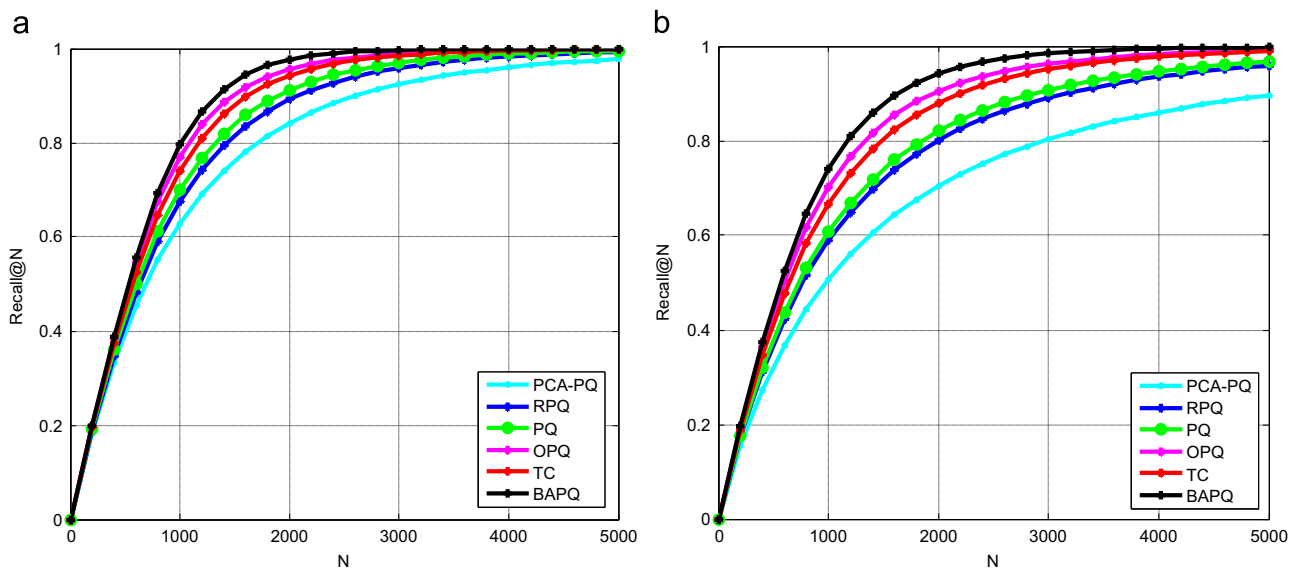 a
1
0.8
0.6
0.4
0.2
0
0 1000 2000 3000 4000 5000
Recall@N
N
PCA-PQ
RPQ
PQ
OPQ
TC
BAPQ
b
1
0.8
0.6
0.4
0.2
0
0 1000 2000 3000 4000 5000
Recall@N
N
PCA-PQ
RPQ
PQ
OPQ
TC
BAPQ